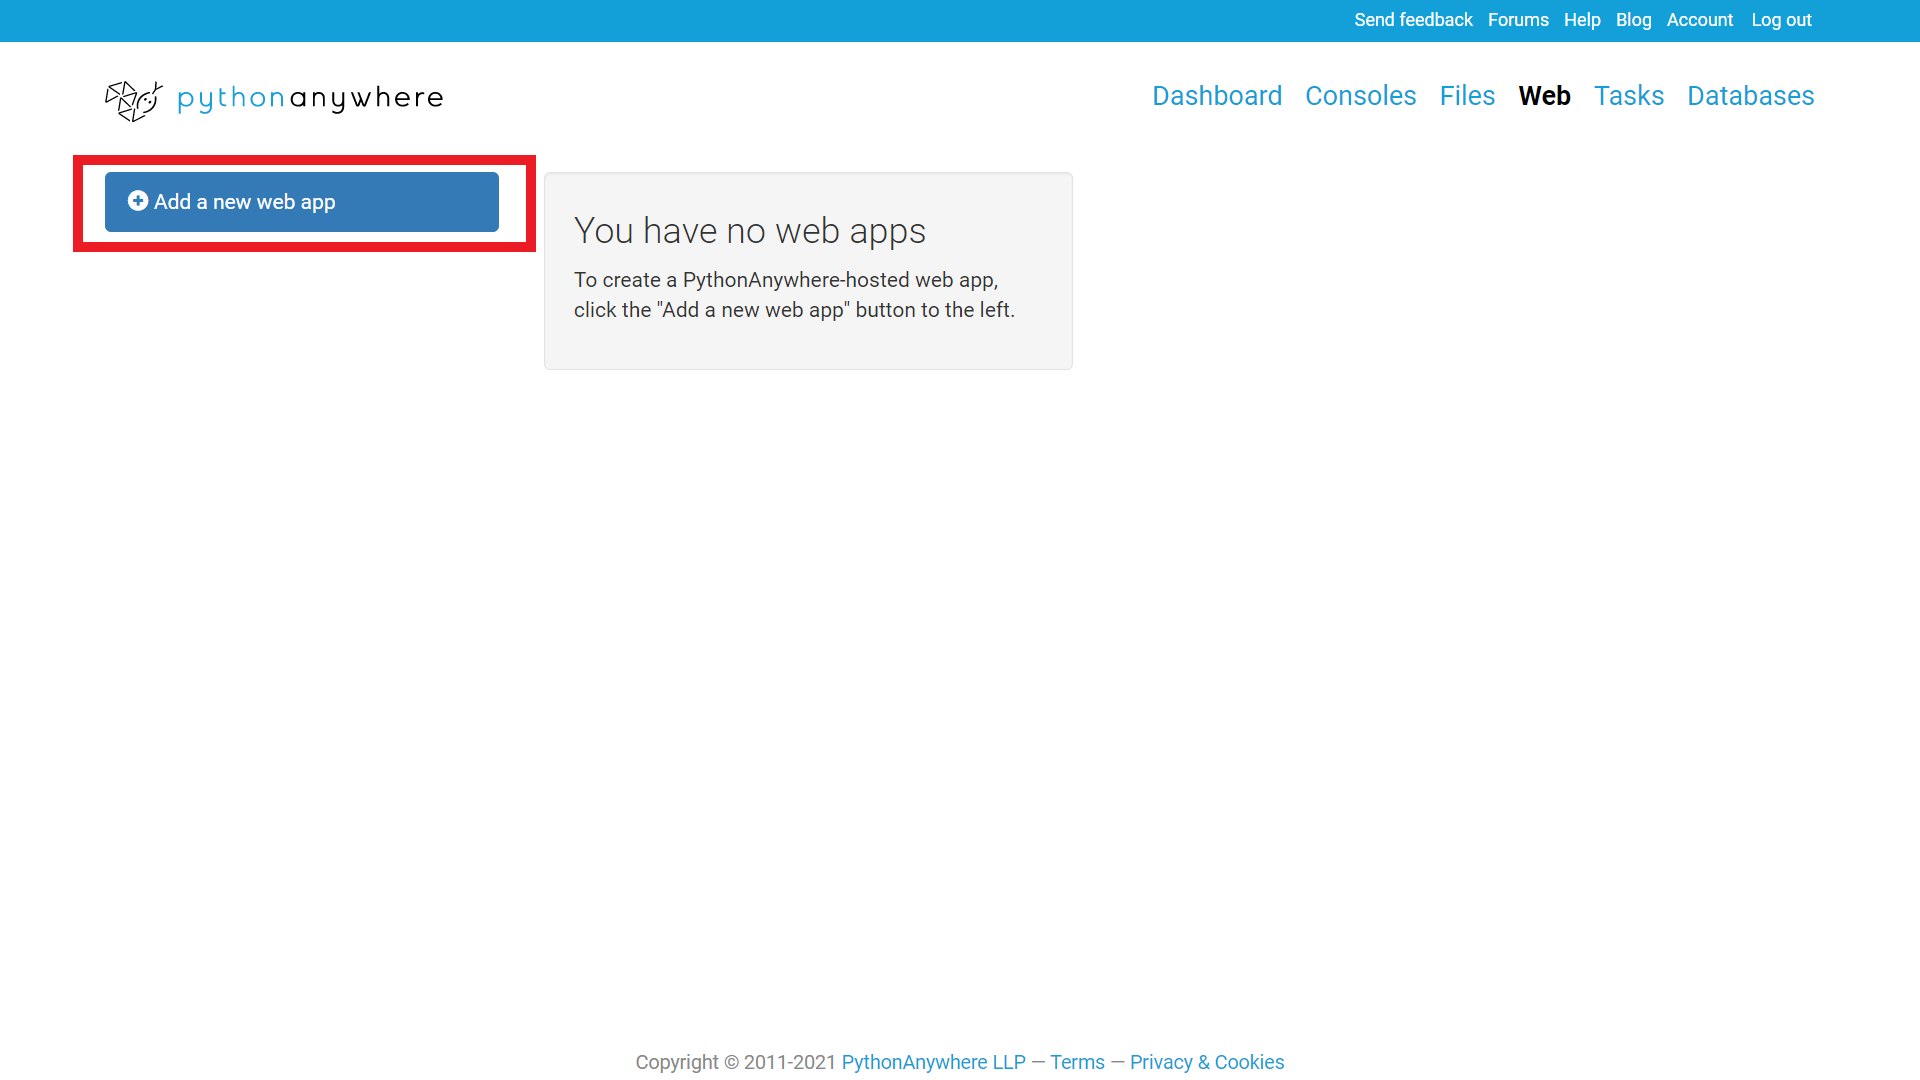 Send feedback Forums Help Blog Account Log out
pythonanywhere
Dashboard Consoles Files Web Tasks Databases
Add a new web app
You have no web apps
To create a PythonAnywhere-hosted web app,
click the "Add a new web app" button to the left.
Copyright © 2011-2021 PythonAnywhere LLP — Terms — Privacy & Cookies